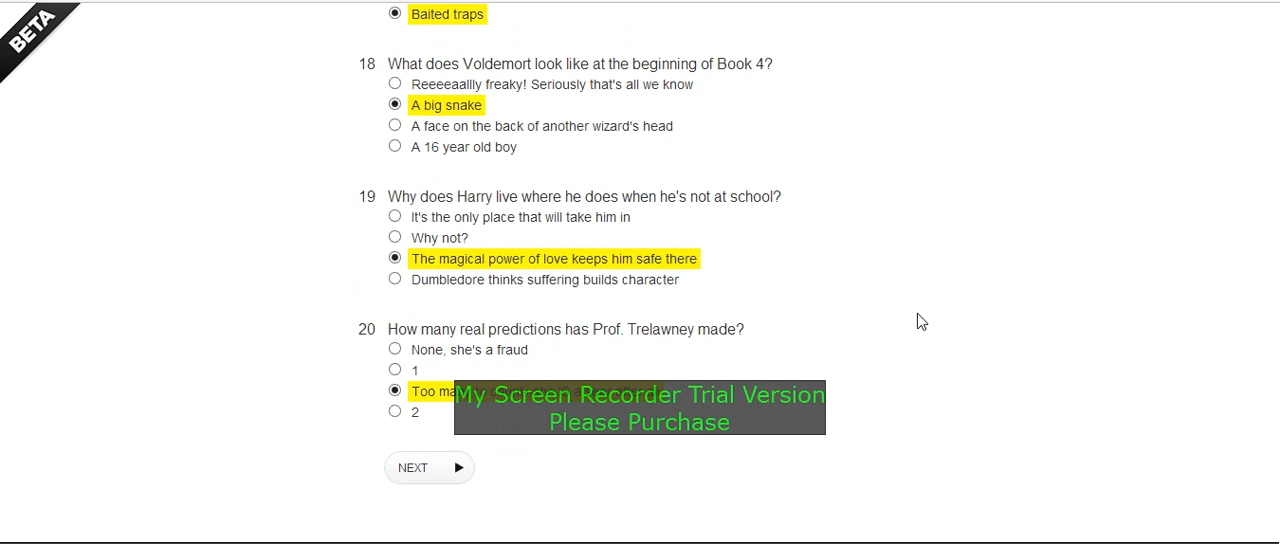 BETA
Baited traps
18 What does Voldemort look like at the beginning of Book 4?
Reeeeaallly freaky! Seriously that's all we know
A big snake
A face on the back of another wizard's head
A 16 year old boy
19 Why does Harry live where he does when he's not at school?
It's the only place that will take him in
Why not?
The magical power of love keeps him safe there
Dumbledore thinks suffering builds character
20 How many real predictions has Prof. Trelawney made?
None, she's a fraud
1
Too
My Screen Recorder Trial Version
Please Purchase
2
NEXT